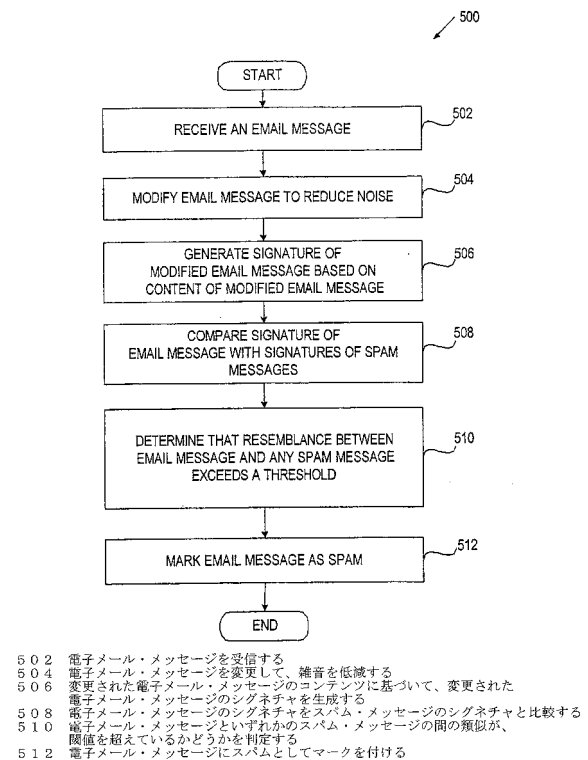 500
START
RECEIVE AN EMAIL MESSAGE
502
MODIFY EMAIL MESSAGE TO REDUCE NOISE
504
GENERATE SIGNATURE OF
MODIFIED EMAIL MESSAGE BASED ON
CONTENT OF MODIFIED EMAIL MESSAGE
506
COMPARE SIGNATURE OF
EMAIL MESSAGE WITH SIGNATURES OF SPAM
MESSAGES
508
DETERMINE THAT RESEMBLANCE BETWEEN
EMAIL MESSAGE AND ANY SPAM MESSAGE
EXCEEDS A THRESHOLD
510
MARK EMAIL MESSAGE AS SPAM
512
END
502 電子メール・メッセージを受信する
504 電子メール・メッセージを変更して、雑音を低減する
506 変更された電子メール・メッセージのコンテンツに基づいて、変更された
電子メール・メッセージのシグネチャを生成する
508 電子メール・メッセージのシグネチャをスパム・メッセージのシグネチャと比較する
510 電子メール・メッセージといずれかのスパム・メッセージの間の類似が、
閾値を超えているかどうかを判定する
512 電子メール・メッセージにスパムとしてマークを付ける